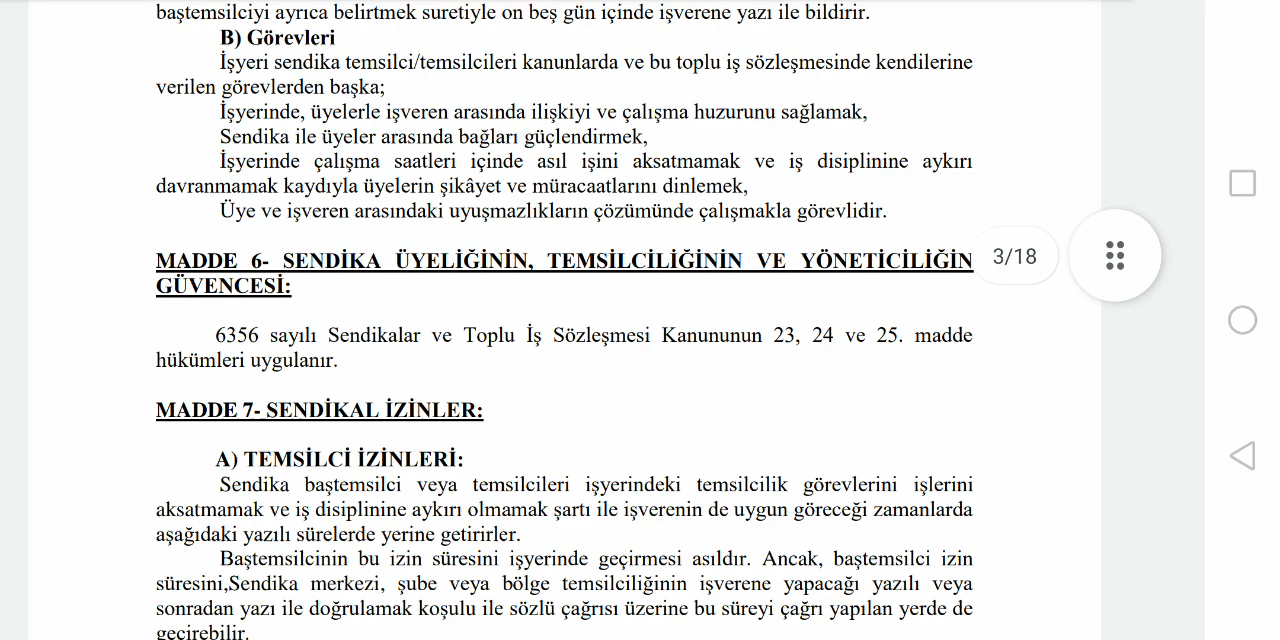 baştemsilciyi ayrıca belirtmek suretiyle on beş gün içinde işverene yazı ile bildirir.
B) Görevleri
İşyeri sendika temsilci/temsilcileri kanunlarda ve bu toplu iş sözleşmesinde kendilerine
verilen görevlerden başka;
İşyerinde, üyelerle işveren arasında ilişkiyi ve çalışma huzurunu sağlamak,
Sendika ile üyeler arasında bağları güçlendirmek,
İşyerinde çalışma saatleri içinde asıl işini aksatmamak ve iş disiplinine aykırı
davranmamak kaydıyla üyelerin şikâyet ve müracaatlarını dinlemek,
Üye ve işveren arasındaki uyuşmazlıkların çözümünde çalışmakla görevlidir.
MADDE 6- SENDİKA ÜYELİĞİNİN, TEMSİLCİLİĞİNİN VE YÖNETİCİLİĞİN
GÜVENCESİ:
3/18
6356 sayılı Sendikalar ve Toplu İş Sözleşmesi Kanununun 23, 24 ve 25. madde
hükümleri uygulanır.
MADDE 7- SENDİKAL İZİNLER:
A) TEMSİLCİ İZİNLERİ:
Sendika baştemsilci veya temsilcileri işyerindeki temsilcilik görevlerini işlerini
aksatmamak ve iş disiplinine aykırı olmamak şartı ile işverenin de uygun göreceği zamanlarda
aşağıdaki yazılı sürelerde yerine getirirler.
Baştemsilcinin bu izin süresini işyerinde geçirmesi asıldır. Ancak, baştemsilci izin
süresini,Sendika merkezi, şube veya bölge temsilciliğinin işverene yapacağı yazılı veya
sonradan yazı ile doğrulamak koşulu ile sözlü çağrısı üzerine bu süreyi çağrı yapılan yerde de
geçirebilir.